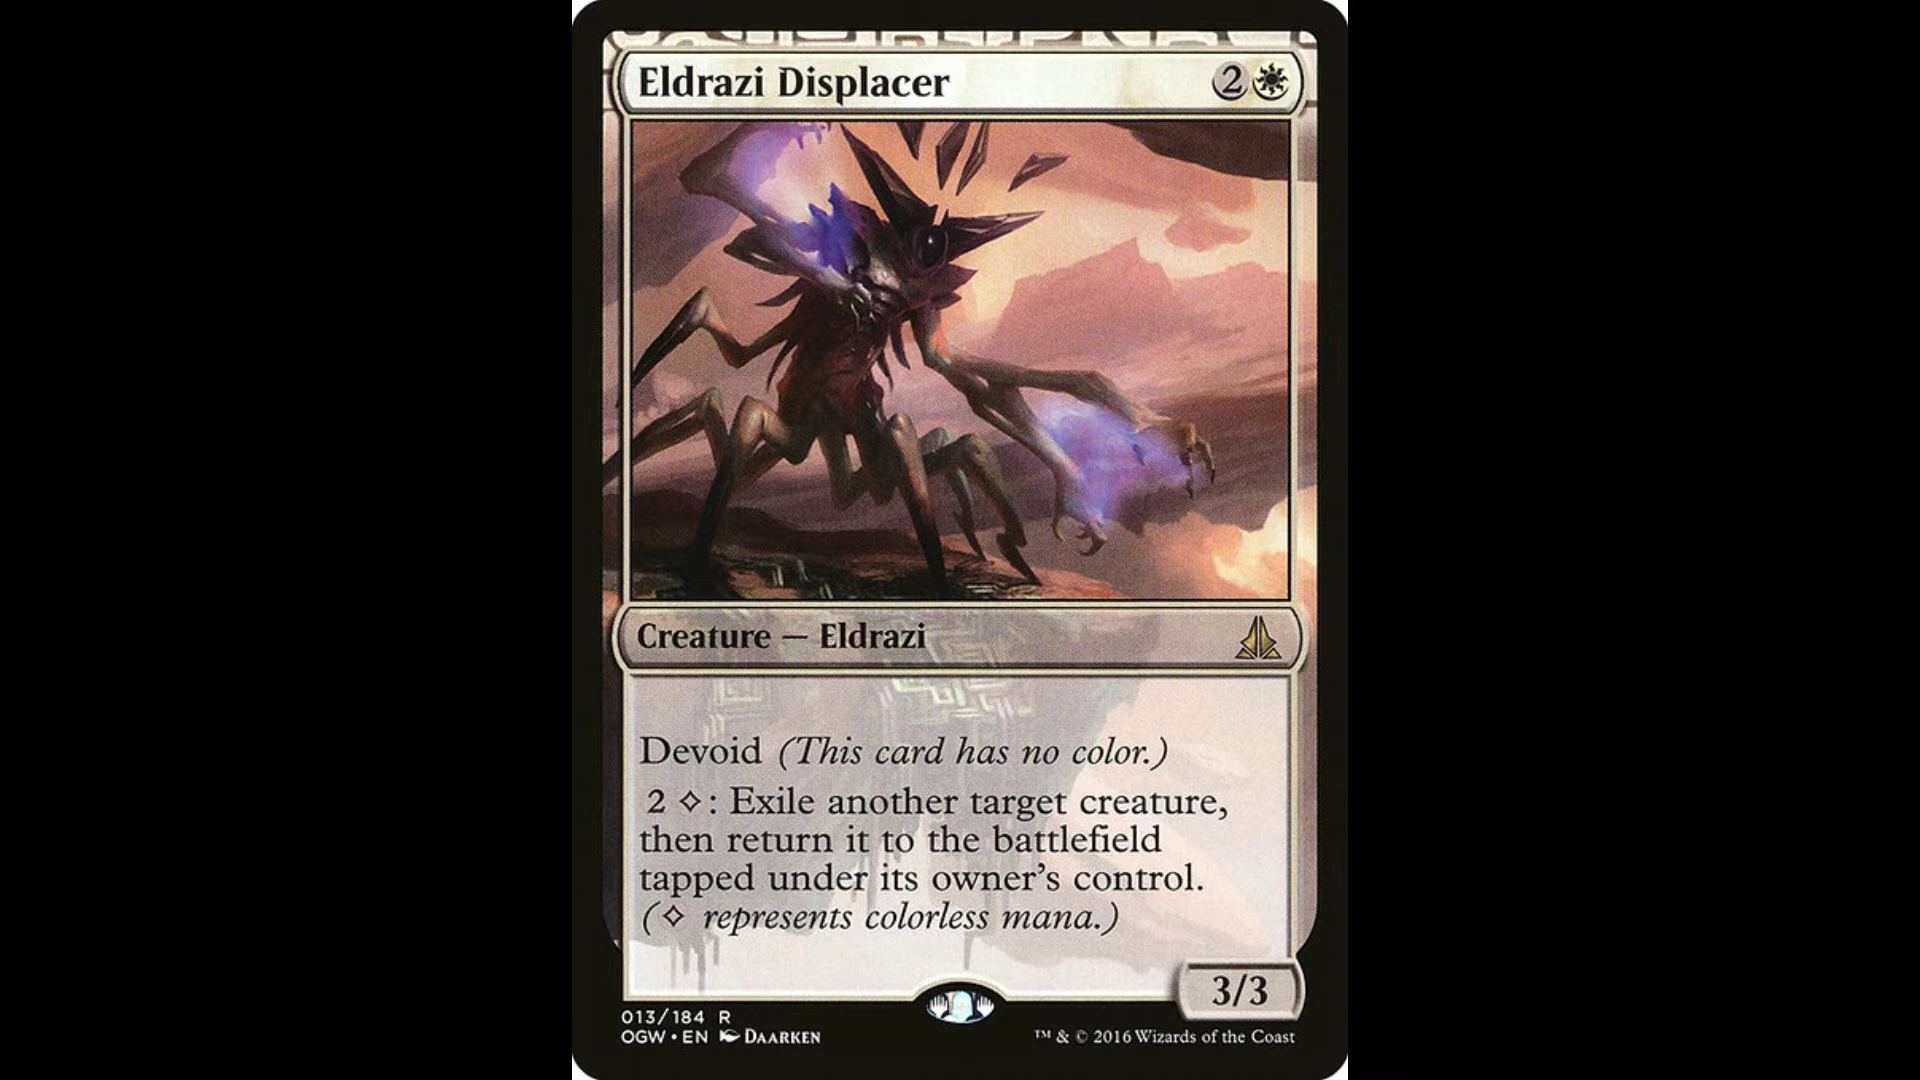 Eldrazi Displacer 2
Creature — Eldrazi
Devoid (This card has no color.)
2 : Exile another target creature,
then return it to the battlefield
tapped under its owner's control.
( represents colorless mana.)
3/3
013/184 R
OGW • EN DAARKEN
™ & © 2016 Wizards of the Coast